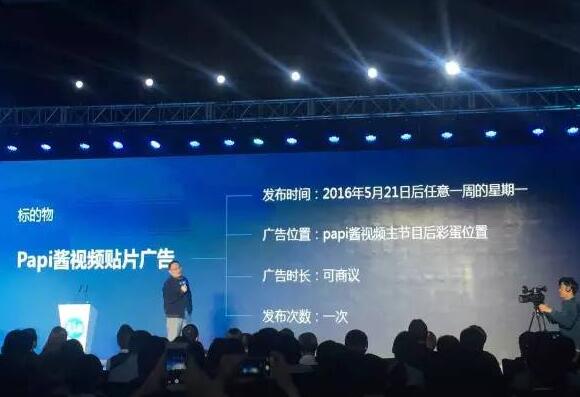 标的物
Papi酱视频贴片广告
发布时间：2016年5月21日后任意一周的星期一
广告位置：papi酱视频主节目后彩蛋位置
广告时长：可商议
发布次数：一次